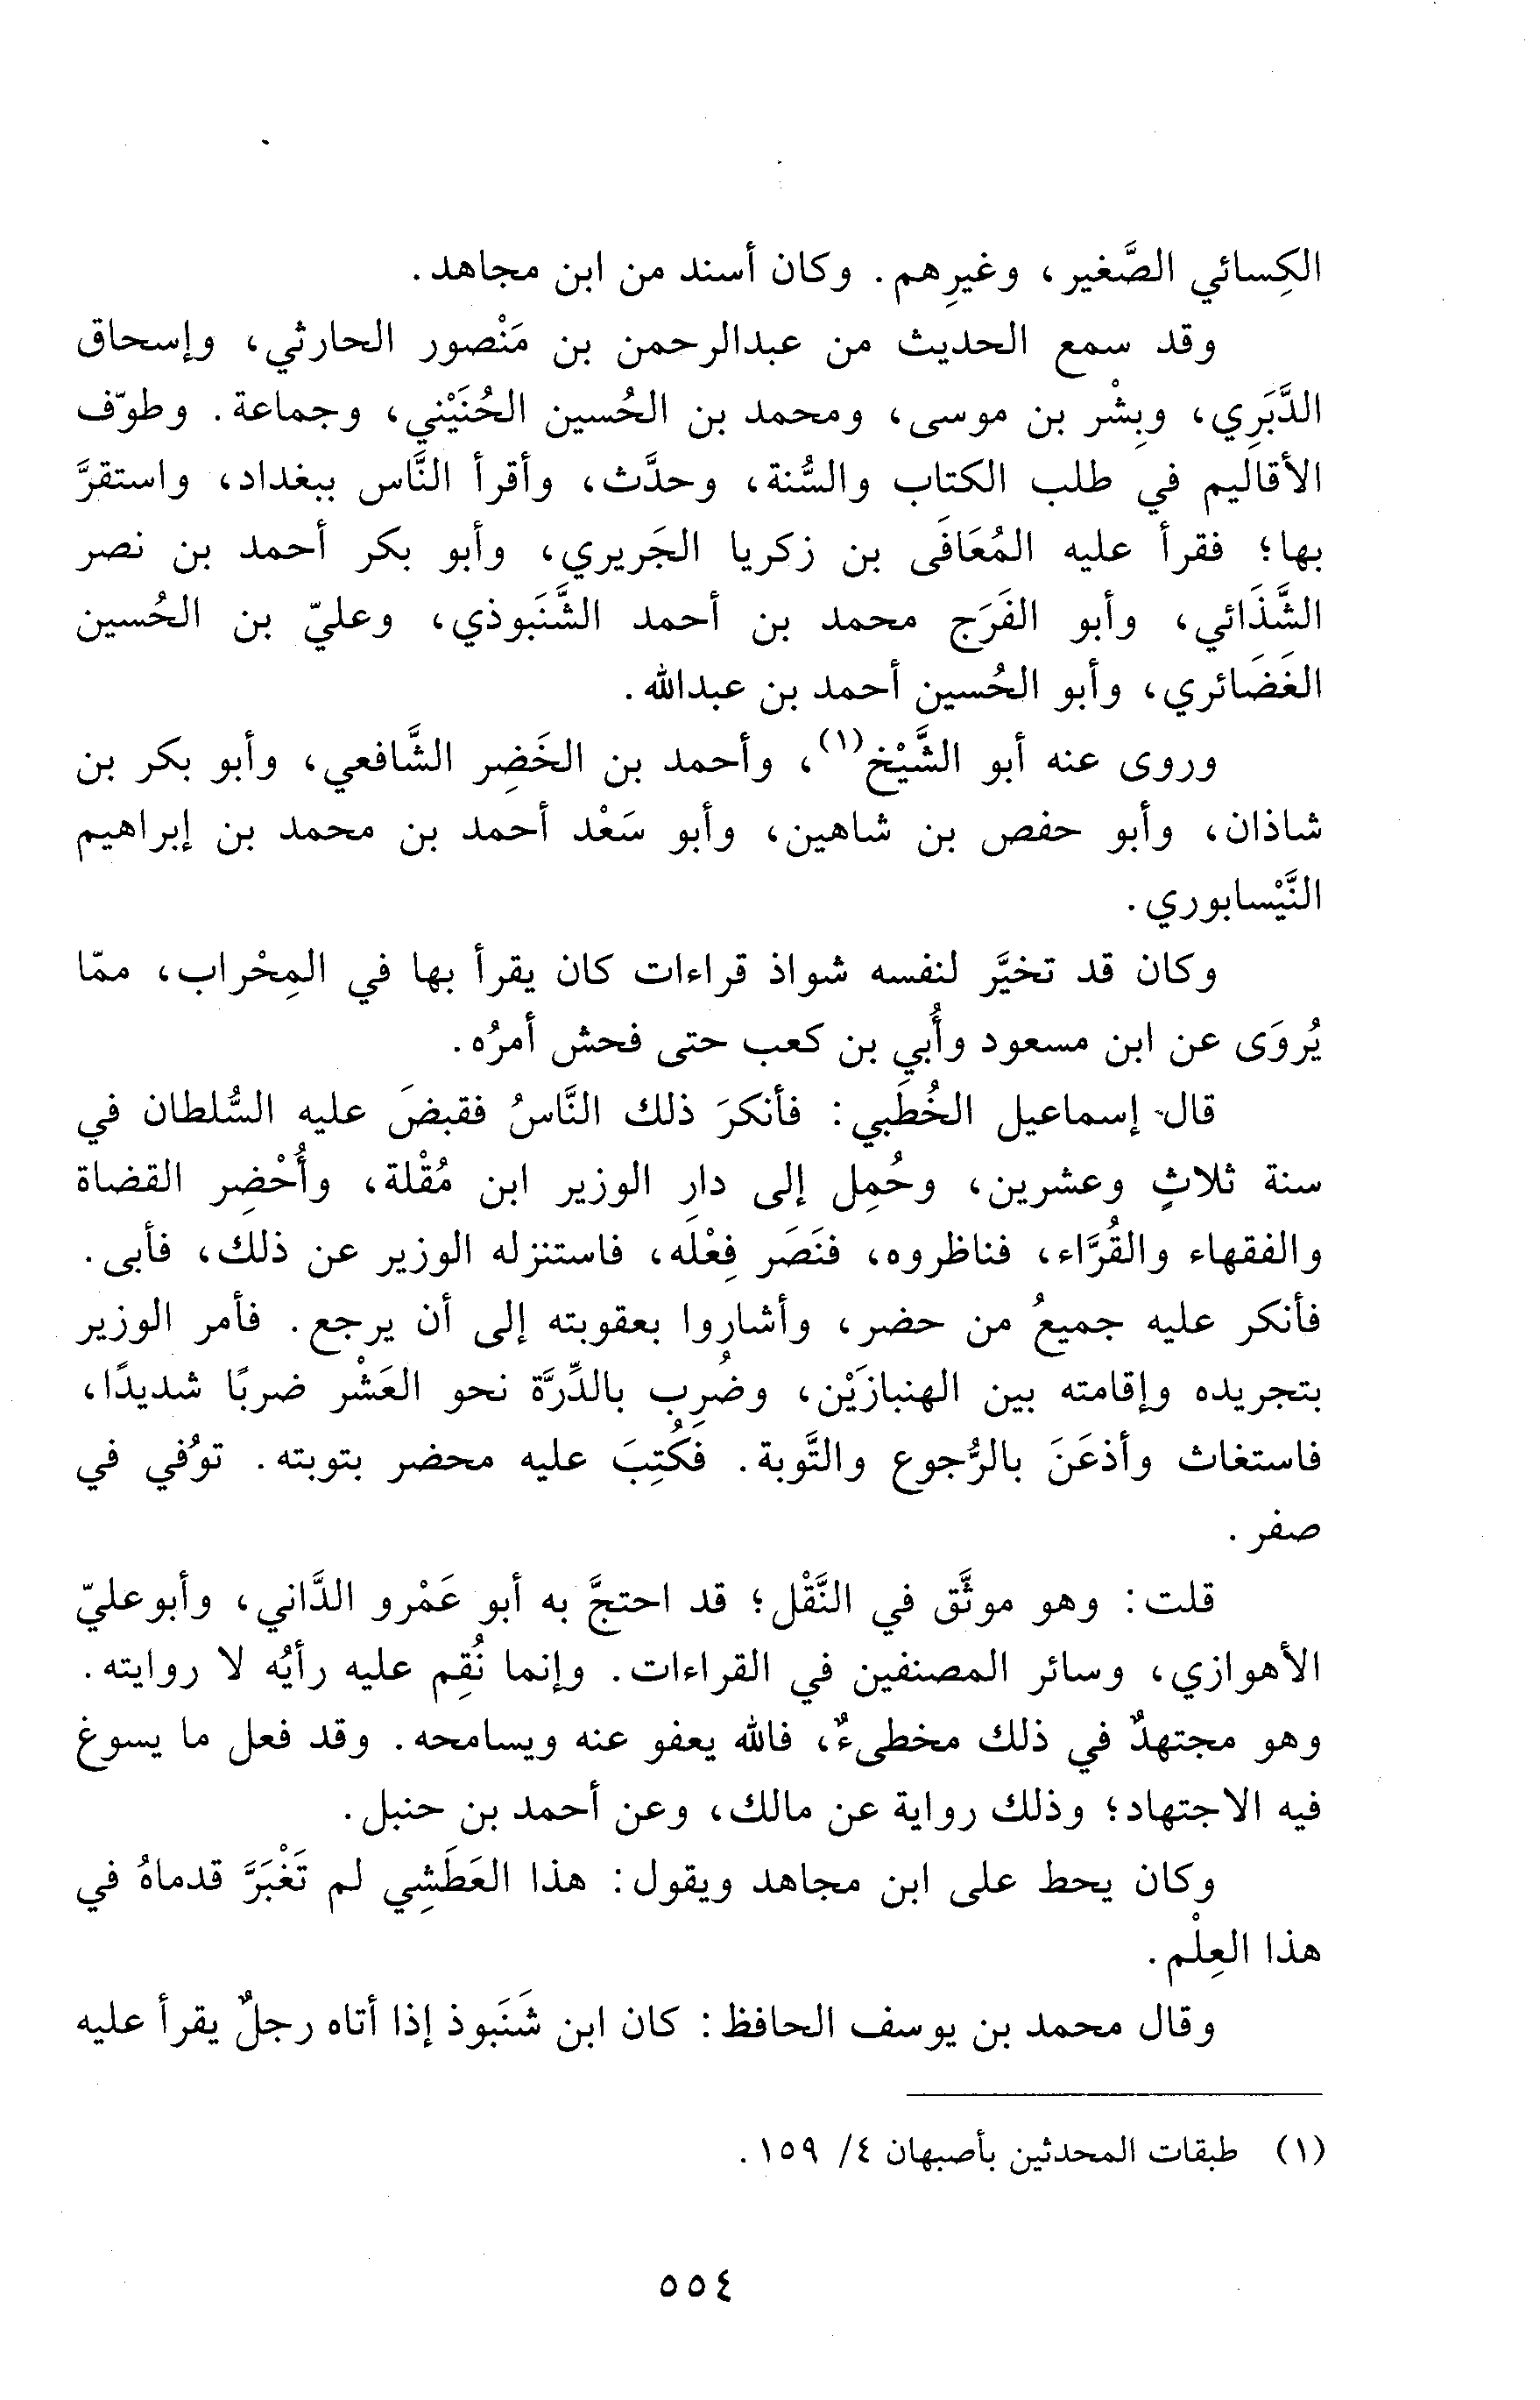 الكِسائي الصَّغير، وغيرِهم. وكان أسند من ابن مجاهد.
وقد سمع الحديث من عبدالرحمن بن مَنْصور الحارثي، وإسحاق
الدَّبَرِي، وبِشْر بن موسى، ومحمد بن الحُسين الحُنَيْني، وجماعة. وطوّف
الأقاليم في طلب الكتاب والسُّنة، وحدَّث، وأقرأ النَّاس ببغداد، واستقرَّ
بها؛ فقرأ عليه المُعَافَى بن زكريا الجَريري، وأبو بكر أحمد بن نصر
الشَّذَائي، وأبو الفَرَج محمد بن أحمد الشَّنَبوذي، وعليّ بن الحُسين
الغَضَائري، وأبو الحُسين أحمد بن عبدالله.
وروى عنه أبو الشَّيْخ(١)، وأحمد بن الخَضِر الشَّافعي، وأبو بكر بن
شاذان، وأبو حفص بن شاهين، وأبو سَعْد أحمد بن محمد بن إبراهيم
النَّيْسابوري.
وكان قد تخيَّر لنفسه شواذ قراءات كان يقرأ بها في المِحْراب، ممّا
يُروَى عن ابن مسعود وأُبي بن كعب حتى فحش أمرُه.
قال إسماعيل الخُطَبي: فأنكرَ ذلك النَّاسُ فقبضَ عليه السُّلطان في
سنة ثلاثٍ وعشرين، وحُمِل إلى دار الوزير ابن مُقْلة، وأُحْضِر القضاة
والفقهاء والقُرَّاء، فناظروه، فنَصَر فِعْلَه، فاستنزله الوزير عن ذلك، فأبى.
فأنكر عليه جميعُ من حضر، وأشاروا بعقوبته إلى أن يرجع. فأمر الوزير
بتجريده وإقامته بين الهنبازَيْن، وضُرِب بالدِّرَّة نحو العَشْر ضربًا شديدًا،
فاستغاث وأذعَنَ بالرُّجوع والتَّوبة. فكُتِبَ عليه محضر بتوبته. توُفي في
صفر.
قلت: وهو موثَّق في النَّقْل؛ قد احتجَّ به أبو عَمْرو الدَّاني، وأبوعليّ
الأهوازي، وسائر المصنفين في القراءات. وإنما نُقِم عليه رأيُه لا روايته.
وهو مجتهدٌ في ذلك مخطىءٌ، فالله يعفو عنه ويسامحه. وقد فعل ما يسوغ
فيه الاجتهاد؛ وذلك رواية عن مالك، وعن أحمد بن حنبل.
وكان يحط على ابن مجاهد ويقول: هذا العَطَشِي لم تَغْبَرَّ قدماهُ في
هذا العِلْم.
وقال محمد بن يوسف الحافظ: كان ابن شَنَبوذ إذا أتاه رجلٌ يقرأ عليه
(١) طبقات المحدثين بأصبهان ٤/ ١٥٩.
٥٥٤